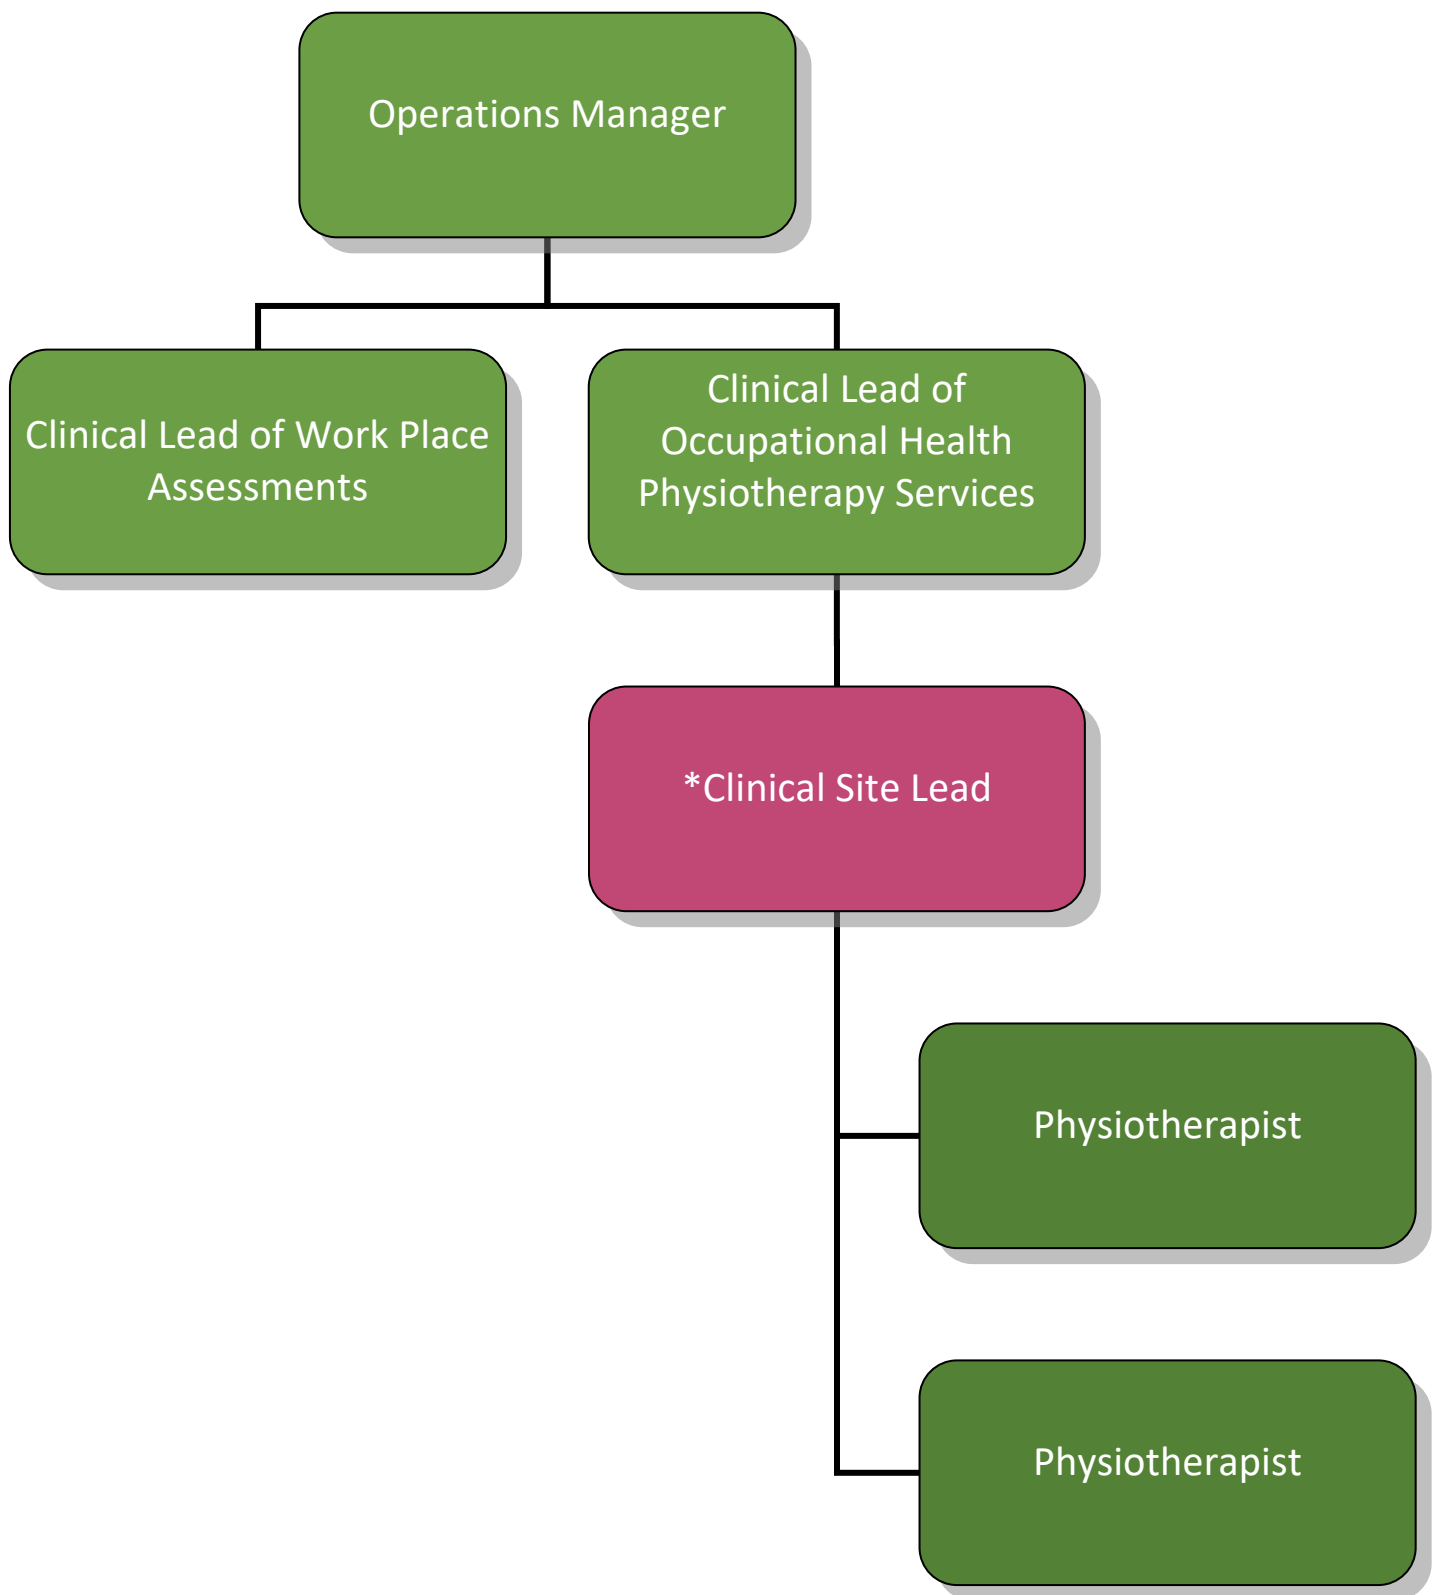 Operations Manager
Clinical Lead of Work Place
Assessments
Clinical Lead of
Occupational Health
Physiotherapy Services
*Clinical Site Lead
Physiotherapist
Physiotherapist